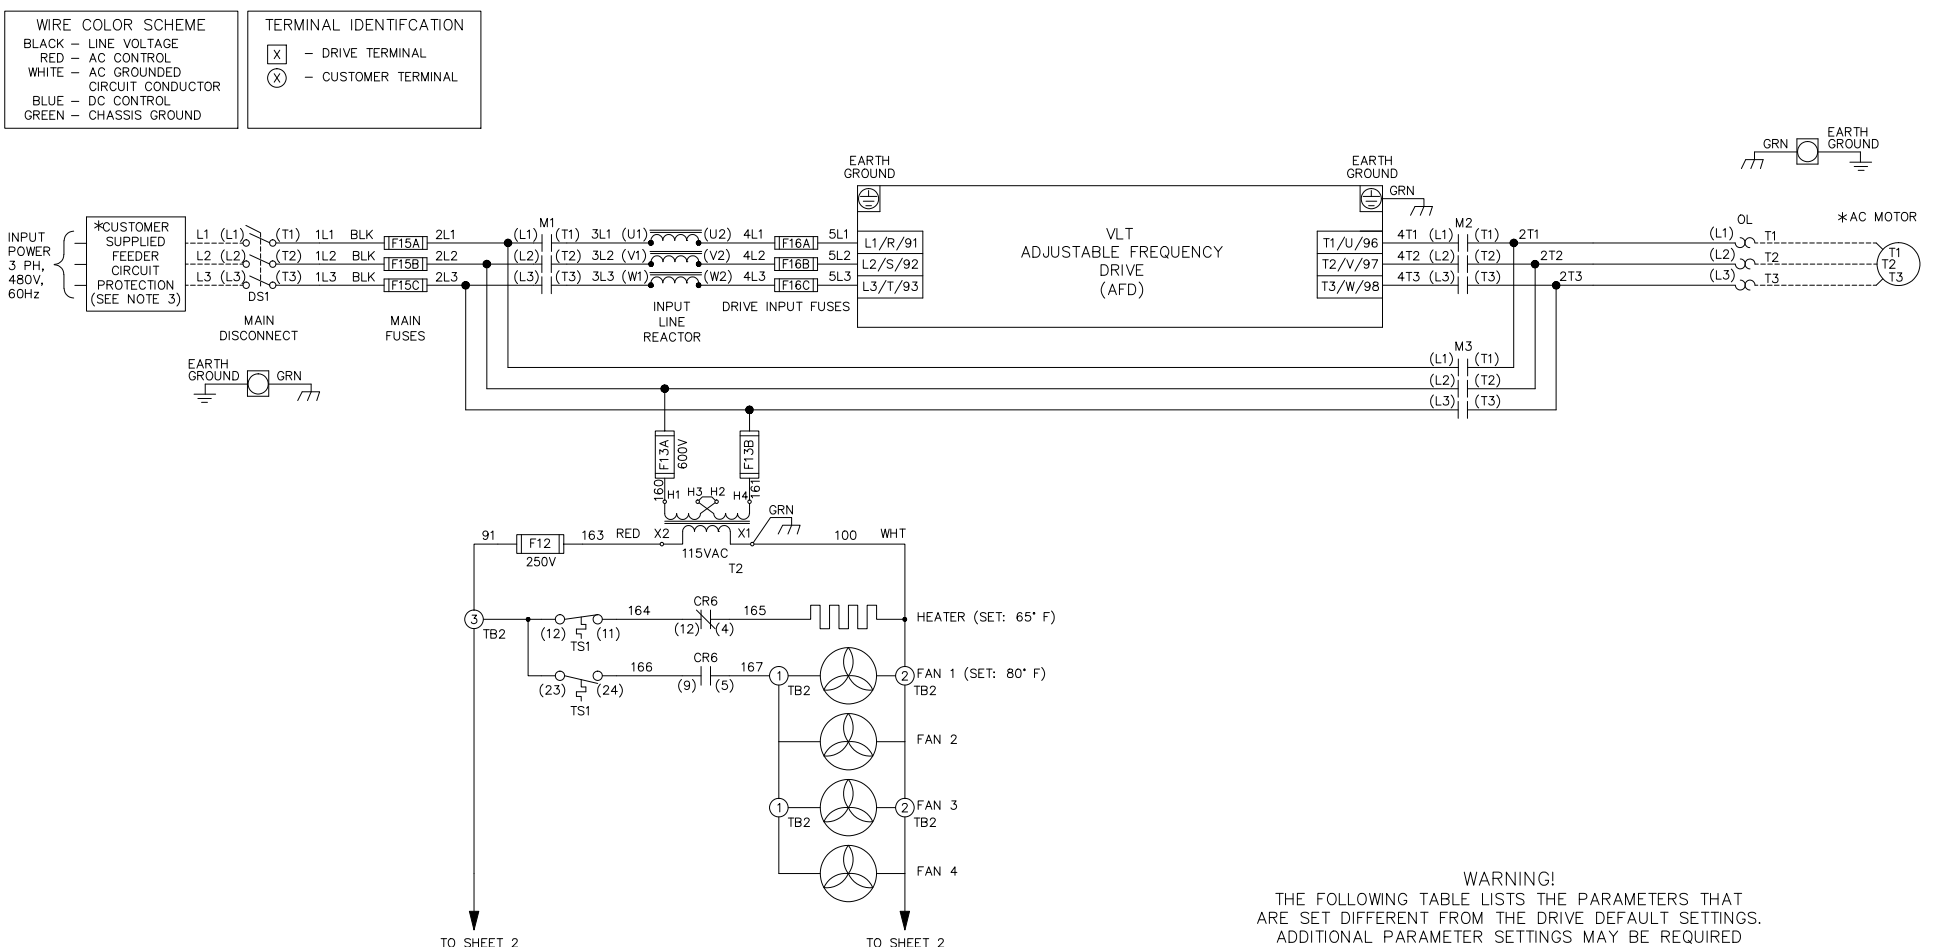 WIRE COLOR SCHEME
BLACK – LINE VOLTAGE
RED – AC CONTROL
WHITE – AC GROUNDED
CIRCUIT CONDUCTOR
BLUE – DC CONTROL
GREEN – CHASSIS GROUND
TERMINAL IDENTIFCATION
X – DRIVE TERMINAL
X – CUSTOMER TERMINAL
INPUT
POWER
3 PH,
480V,
60Hz
*CUSTOMER
SUPPLIED
FEEDER
CIRCUIT
PROTECTION
(SEE NOTE 3)
L1 (L1) (T1) 1L1 BLK F15A 2L1
L2 (L2) (T2) 1L2 BLK F15B 2L2
L3 (L3) (T3) 1L3 BLK F15C 2L3
DS1
MAIN
DISCONNECT
MAIN
FUSES
EARTH
GROUND
GRN
M1
(L1) (T1) 3L1 (U1) (U2) 4L1 F16A 5L1
(L2) (T2) 3L2 (V1) (V2) 4L2 F16B 5L2
(L3) (T3) 3L3 (W1) (W2) 4L3 F16C 5L3
INPUT
LINE
REACTOR
DRIVE INPUT FUSES
EARTH
GROUND
L1/R/91
L2/S/92
L3/T/93
VLT
ADJUSTABLE FREQUENCY
DRIVE
(AFD)
EARTH
GROUND
GRN
T1/U/96
T2/V/97
T3/W/98
M2
4T1 (L1) (T1) 2T1
4T2 (L2) (T2) 2T2
4T3 (L3) (T3) 2T3
M3
(L1) (T1)
(L2) (T2)
(L3) (T3)
GRN
EARTH
GROUND
OL
(L1) T1
(L2) T2
(L3) T3
*AC MOTOR
T1
T2
T3
F13A
600V
F13B
160
161
H1 H3 H2 H4
GRN
91 F12 163 RED X2 X1 100 WHT
250V
115VAC
T2
3
TB2
(12) (11) 164 CR6 (12) (4) 165
TS1
HEATER (SET: 65° F)
(23) (24) 166 CR6 (9) (5) 167
TS1
1
TB2
2
TB2
FAN 1 (SET: 80° F)
FAN 2
1
TB2
2
TB2
FAN 3
FAN 4
TO SHEET 2
TO SHEET 2
WARNING!
THE FOLLOWING TABLE LISTS THE PARAMETERS THAT
ARE SET DIFFERENT FROM THE DRIVE DEFAULT SETTINGS.
ADDITIONAL PARAMETER SETTINGS MAY BE REQUIRED